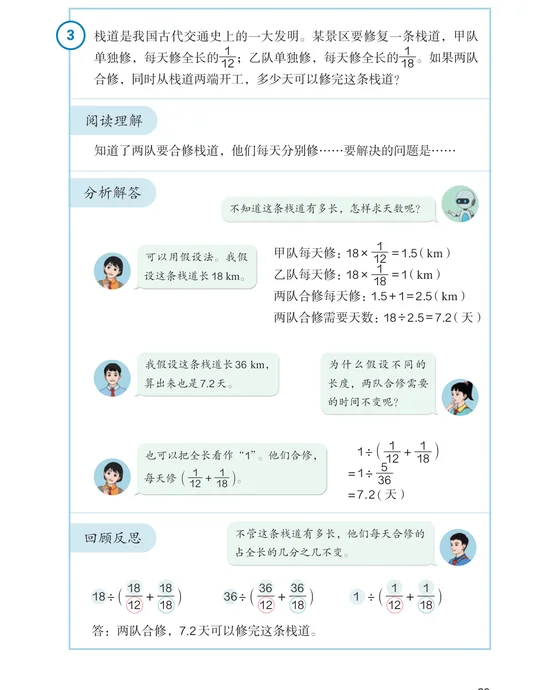 3
栈道是我国古代交通史上的一大发明。某景区要修复一条栈道，甲队
单独修，每天修全长的1/12；乙队单独修，每天修全长的1/18。如果两队
合修，同时从栈道两端开工，多少天可以修完这条栈道？
阅读理解
知道了两队要合修栈道，他们每天分别修……要解决的问题是……
分析解答
不知道这条栈道有多长，怎样求天数呢？
可以用假设法。我假
设这条栈道长18 km。
甲队每天修：18×1/12=1.5（km）
乙队每天修：18×1/18=1（km）
两队合修每天修：1.5+1=2.5（km）
两队合修需要天数：18÷2.5=7.2（天）
我假设这条栈道长36 km，
算出来也是7.2天。
为什么假设不同的
长度，两队合修需要
的时间不变呢？
也可以把全长看作“1”。他们合修，
每天修（1/12+1/18）。
1÷（1/12+1/18）
=1÷5/36
=7.2（天）
回顾反思
不管这条栈道有多长，他们每天合修的
占全长的几分之几不变。
18÷（18/12+18/18） 36÷（36/12+36/18） 1÷（1/12+1/18）
答：两队合修，7.2天可以修完这条栈道。